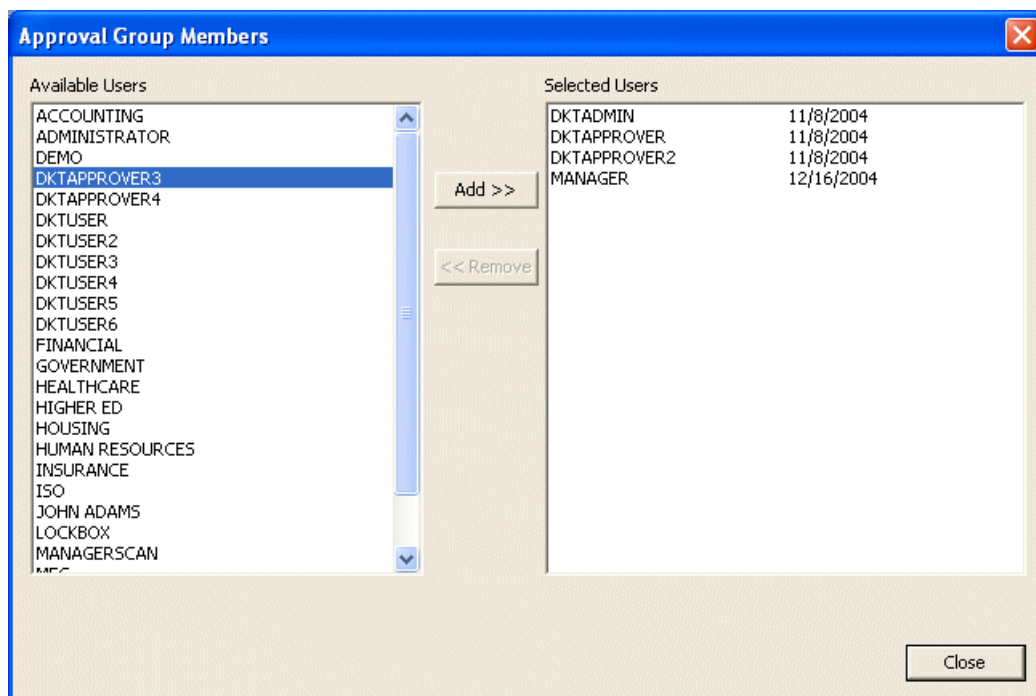 Approval Group Members
Available Users
ACCOUNTING
ADMINISTRATOR
DEMO
DKTAPPROVER3
DKTAPPROVER4
DKTUSER
DKTUSER2
DKTUSER3
DKTUSER4
DKTUSER5
DKTUSER6
FINANCIAL
GOVERNMENT
HEALTHCARE
HIGHER ED
HOUSING
HUMAN RESOURCES
INSURANCE
ISO
JOHN ADAMS
LOCKBOX
MANAGERSCAN
Add >>
<< Remove
Selected Users
DKTADMIN 11/8/2004
DKTAPPROVER 11/8/2004
DKTAPPROVER2 11/8/2004
MANAGER 12/16/2004
Close